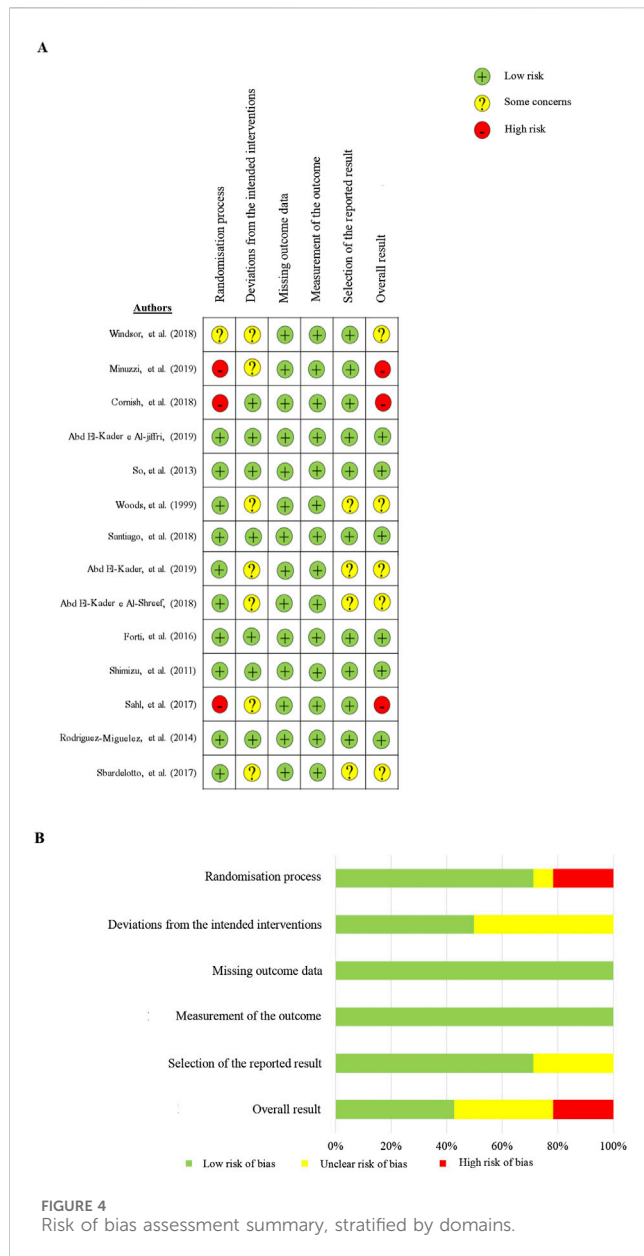 A
Low risk
Some concerns
High risk
Randomisation process
Deviations from the intended interventions
Missing outcome data
Measurement of the outcome
Selection of the reported result
Overall result
Authors
Windsor, et al. (2018) ? ? + + + ?
Minuzzi, et al. (2019) - ? + + + -
Cornish, et al. (2018) - + + + + -
Abd El-Kader e Al-jiffri, (2019) + + + + + +
So, et al. (2013) + + + + + +
Woods, et al. (1999) + ? + + ? ?
Santiago, et al. (2018) + + + + + +
Abd El-Kader, et al. (2019) + ? + + ? ?
Abd El-Kader e Al-Shreef, (2018) + ? + + ? ?
Forti, et al. (2016) + + + + + +
Shimizu, et al. (2011) + + + + + +
Sahl, et al. (2017) - ? + + + -
Rodriguez-Miguelez, et al. (2014) + + + + + +
Sbardelotto, et al. (2017) + ? + + ? ?
B
Randomisation process
Deviations from the intended interventions
Missing outcome data
Measurement of the outcome
Selection of the reported result
Overall result
0% 20% 40% 60% 80% 100%
Low risk of bias Unclear risk of bias High risk of bias
FIGURE 4
Risk of bias assessment summary, stratified by domains.